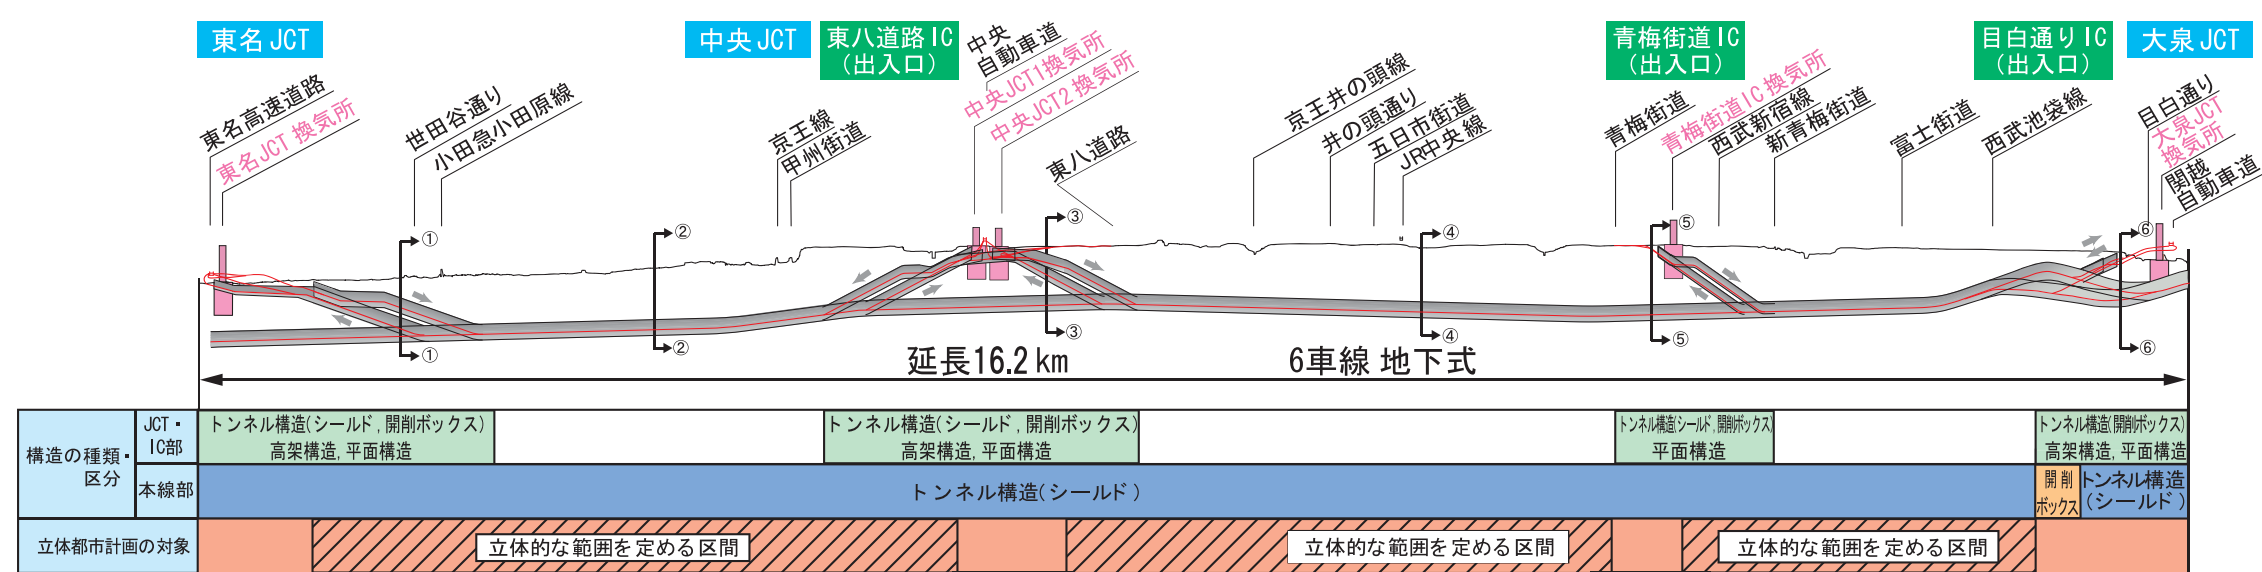 東名JCT
中央JCT
東八道路IC
(出入口)
青梅街道IC
(出入口)
目白通りIC
(出入口)
大泉JCT
東名高速道路
東名JCT 換気所
世田谷通り
小田急小田原線
京王線
甲州街道
中央
自動車道
中央JCT1換気所
中央JCT2換気所
東八道路
京王井の頭線
井の頭通り
五日市街道
JR中央線
青梅街道
青梅街道IC換気所
西武新宿線
新青梅街道
富士街道
西武池袋線
目白通り
大泉JCT
換気所
関越
自動車道
①
②
③
④
⑤
⑥
①
②
③
④
⑤
⑥
延長16.2km
6車線 地下式
構造の種類・
区分
JCT・
IC部
トンネル構造(シールド,開削ボックス)
高架構造,平面構造
トンネル構造(シールド,開削ボックス)
高架構造,平面構造
トンネル構造(シールド,開削ボックス)
平面構造
トンネル構造(開削ボックス)
高架構造,平面構造
本線部
トンネル構造(シールド)
開削
ボックス
トンネル構造
(シールド)
立体都市計画の対象
立体的な範囲を定める区間
立体的な範囲を定める区間
立体的な範囲を定める区間